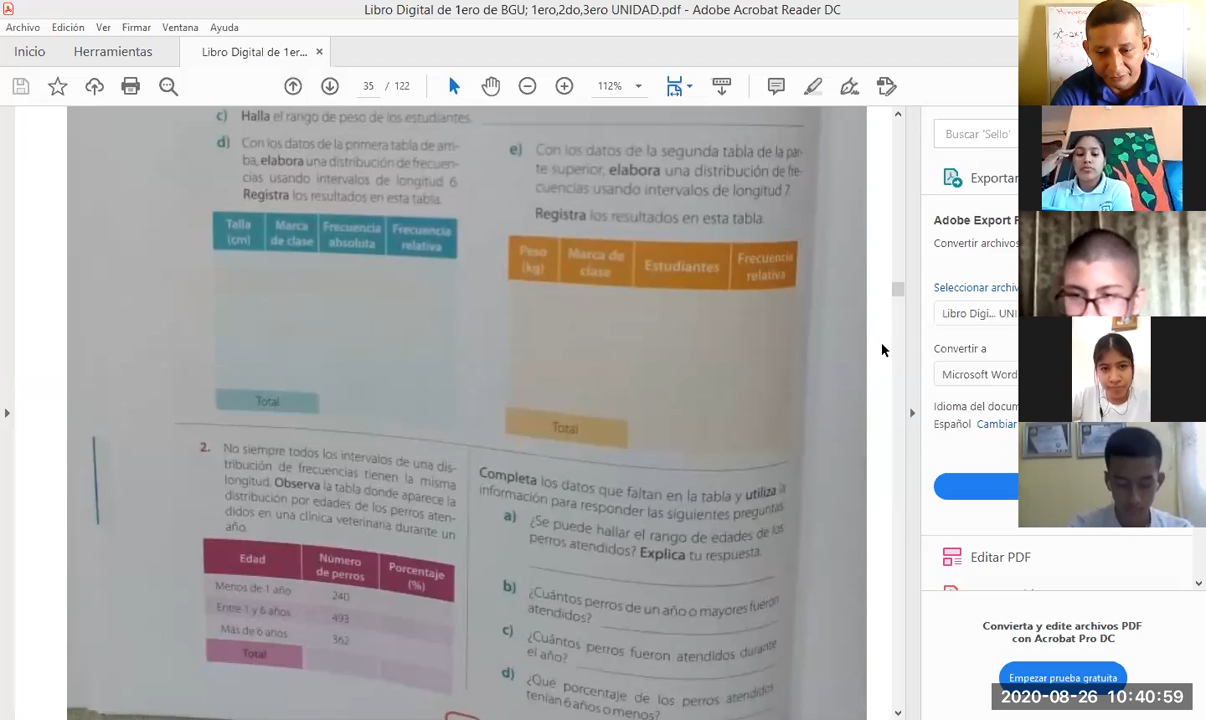 Libro Digital de 1ero de BGU; 1ero,2do,3ero UNIDAD.pdf - Adobe Acrobat Reader DC
Archivo Edición Ver Firmar Ventana Ayuda
Inicio Herramientas Libro Digital de 1er... ×
35 / 122 112%
c) Halla el rango de peso de los estudiantes.
d) Con los datos de la primera tabla de arri-
ba, elabora una distribución de frecuen-
cias usando intervalos de longitud 6.
Registra los resultados en esta tabla.
Talla (cm) Marca de clase Frecuencia absoluta Frecuencia relativa
Total
e) Con los datos de la segunda tabla de la par-
te superior, elabora una distribución de fre-
cuencias usando intervalos de longitud 7.
Registra los resultados en esta tabla.
Peso (kg) Marca de clase Estudiantes Frecuencia relativa
Total
2. No siempre todos los intervalos de una dis-
tribución de frecuencias tienen la misma
longitud. Observa la tabla donde aparece la
distribución por edades de los perros aten-
didos en una clínica veterinaria durante un
año.
Edad Número de perros Porcentaje (%)
Menos de 1 año 240
Entre 1 y 6 años 493
Más de 6 años 362
Total
Completa los datos que faltan en la tabla y utiliza la
información para responder las siguientes preguntas
a) ¿Se puede hallar el rango de edades de los
perros atendidos? Explica tu respuesta.
b) ¿Cuántos perros de un año o mayores fueron
atendidos?
c) ¿Cuántos perros fueron atendidos durante
el año?
d) ¿Qué porcentaje de los perros atendidos
tenían 6 años o menos?
Buscar 'Sello'
Exportar
Adobe Export
Convertir archivos
Seleccionar archiv
Libro Digi... UNI
Convertir a
Microsoft Word
Idioma del docum
Español Cambiar
Editar PDF
Convierta y edite archivos PDF
con Acrobat Pro DC
Empezar prueba gratuita
2020-08-26 10:40:59